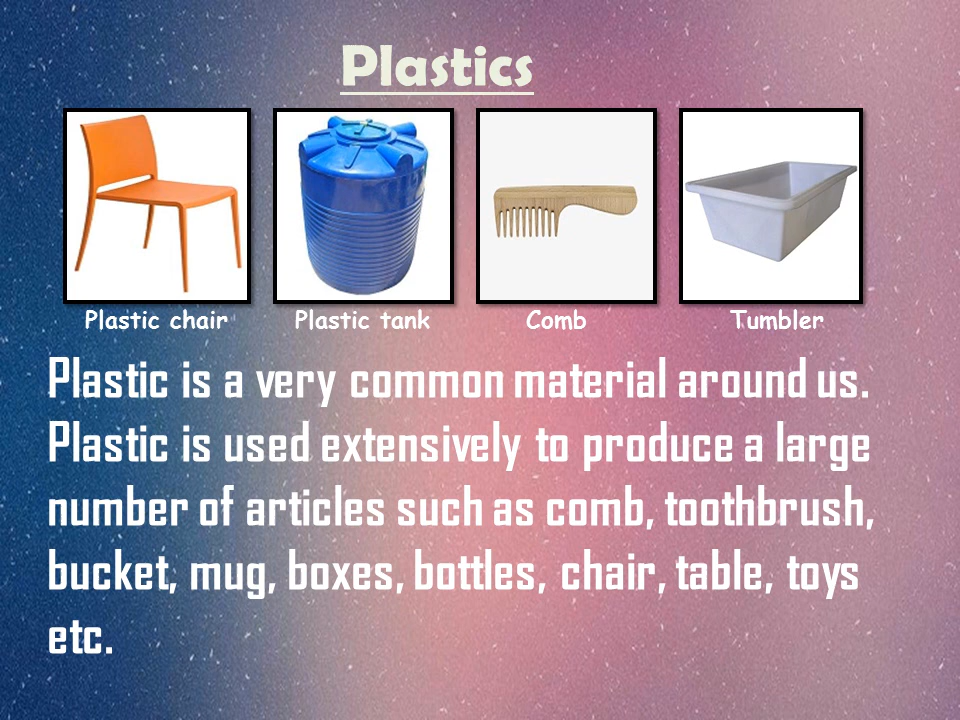 Plastics
Plastic chair
Plastic tank
Comb
Tumbler
Plastic is a very common material around us.
Plastic is used extensively to produce a large
number of articles such as comb, toothbrush,
bucket, mug, boxes, bottles, chair, table, toys
etc.